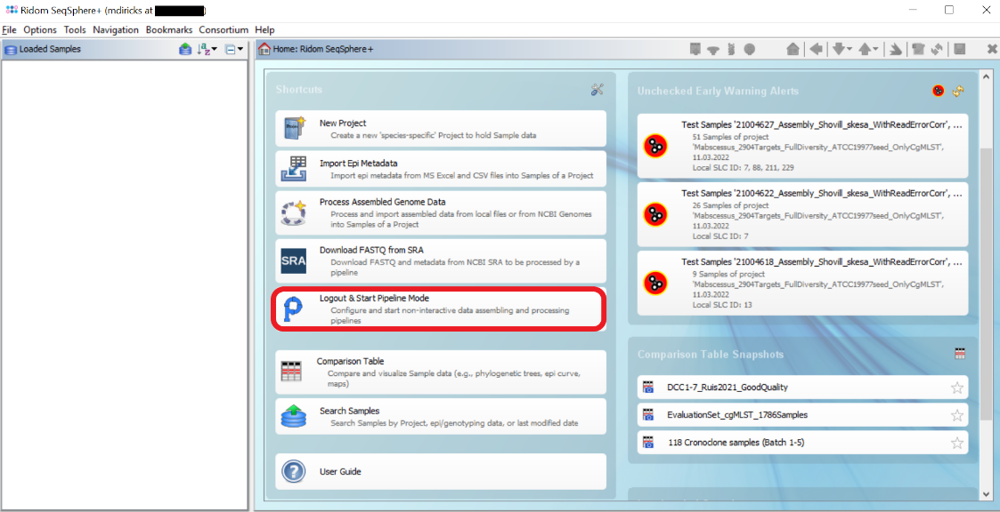 Ridom SeqSphere+ (mdiricks at )
File Options Tools Navigation Bookmarks Consortium Help
Loaded Samples
Home: Ridom SeqSphere+
Shortcuts
New Project
Create a new 'species-specific' Project to hold Sample data
Import Epi Metadata
Import epi metadata from MS Excel and CSV files into Samples of a Project
Process Assembled Genome Data
Process and import assembled data from local files or from NCBI Genomes
into Samples of a Project
SRA
Download FASTQ from SRA
Download FASTQ and metadata from NCBI SRA to be processed by a
pipeline
Logout & Start Pipeline Mode
Configure and start non-interactive data assembling and processing
pipelines
Comparison Table
Compare and visualize Sample data (e.g., phylogenetic trees, epi curve,
maps)
Search Samples
Search Samples by Project, epi/genotyping data, or last modified date
User Guide
Unchecked Early Warning Alerts
Test Samples '21004627_Assembly_Shovill_skesa_WithReadErrorCorr', ...
51 Samples of project
'Mabscessus_2904Targets_FullDiversity_ATCC19977seed_OnlyCgMLST',
11.03.2022
Local SLC ID: 7, 88, 211, 229
Test Samples '21004622_Assembly_Shovill_skesa_WithReadErrorCorr', ...
26 Samples of project
'Mabscessus_2904Targets_FullDiversity_ATCC19977seed_OnlyCgMLST',
11.03.2022
Local SLC ID: 7
Test Samples '21004618_Assembly_Shovill_skesa_WithReadErrorCorr', ...
9 Samples of project
'Mabscessus_2904Targets_FullDiversity_ATCC19977seed_OnlyCgMLST',
11.03.2022
Local SLC ID: 13
Comparison Table Snapshots
DCC1-7_Ruis2021_GoodQuality
EvaluationSet_cgMLST_1786Samples
118 Cronoclone samples (Batch 1-5)